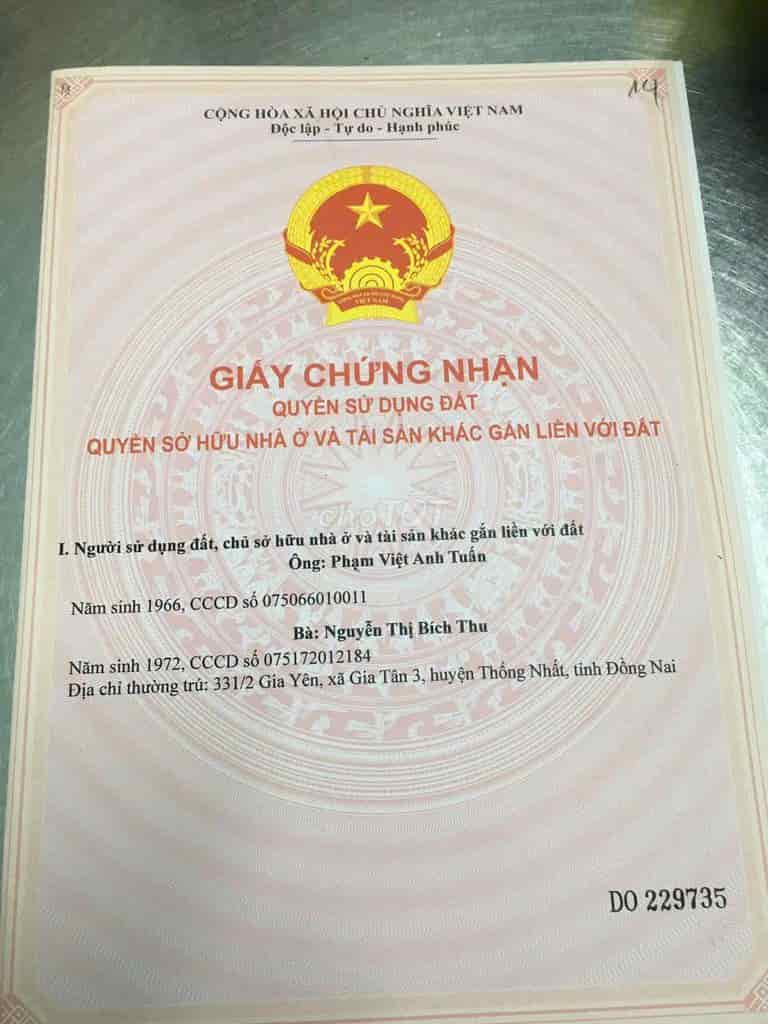 14
CỘNG HÒA XÃ HỘI CHỦ NGHĨA VIỆT NAM
Độc lập - Tự do - Hạnh phúc
VIỆT NAM
GIẤY CHỨNG NHẬN
QUYỀN SỬ DỤNG ĐẤT
QUYỀN SỞ HỮU NHÀ Ở VÀ TÀI SẢN KHÁC GẮN LIỀN VỚI ĐẤT
chợTỐT
I. Người sử dụng đất, chủ sở hữu nhà ở và tài sản khác gắn liền với đất
Ông: Phạm Việt Anh Tuấn
Năm sinh 1966, CCCD số 075066010011
Bà: Nguyễn Thị Bích Thu
Năm sinh 1972, CCCD số 075172012184
Địa chỉ thường trú: 331/2 Gia Yên, xã Gia Tân 3, huyện Thống Nhất, tỉnh Đồng Nai
DO 229735